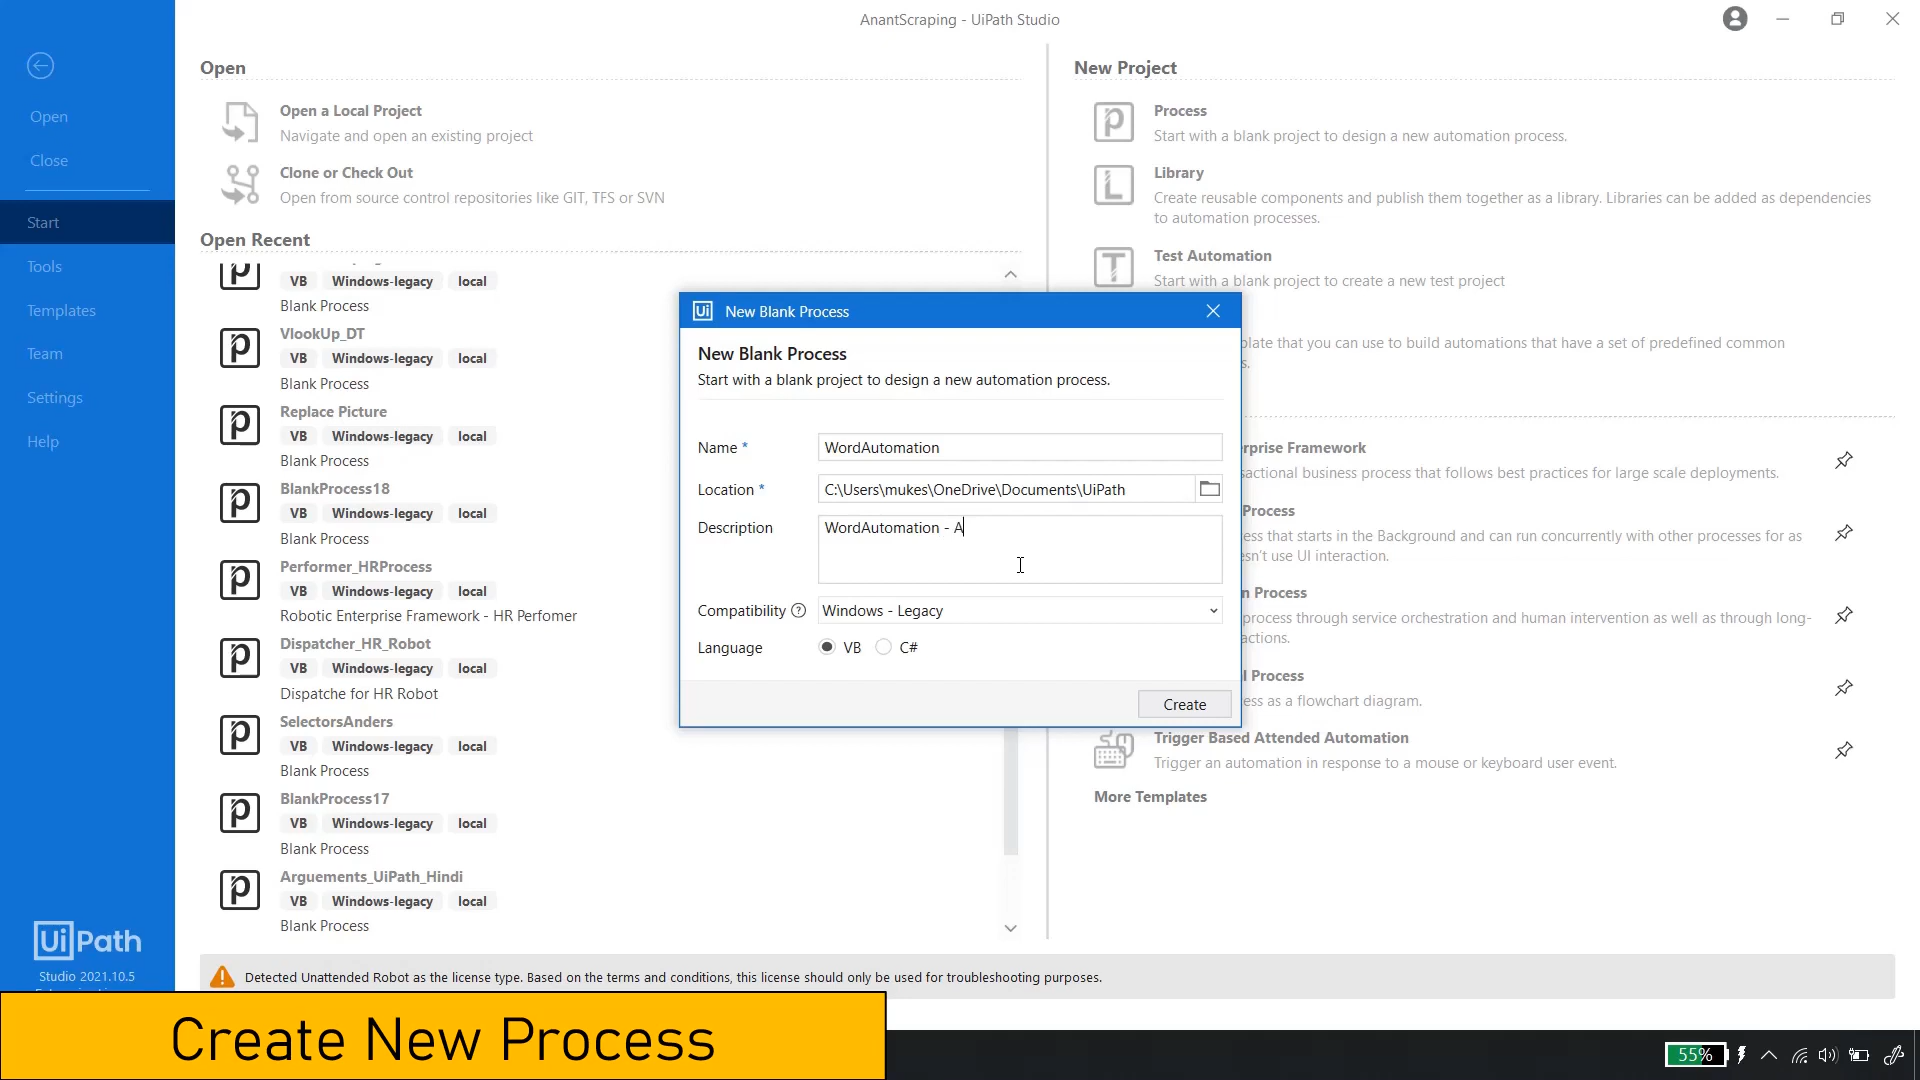 AnantScraping - UiPath Studio
Open
Close
Start
Tools
Templates
Team
Settings
Help
UiPath
Studio 2021.10.5
Open
Open a Local Project
Navigate and open an existing project
Clone or Check Out
Open from source control repositories like GIT, TFS or SVN
Open Recent
VB Windows-legacy local
Blank Process
VlookUp_DT
VB Windows-legacy local
Blank Process
Replace Picture
VB Windows-legacy local
Blank Process
BlankProcess18
VB Windows-legacy local
Blank Process
Performer_HRProcess
VB Windows-legacy local
Robotic Enterprise Framework - HR Perfomer
Dispatcher_HR_Robot
VB Windows-legacy local
Dispatche for HR Robot
SelectorsAnders
VB Windows-legacy local
Blank Process
BlankProcess17
VB Windows-legacy local
Blank Process
Arguements_UiPath_Hindi
VB Windows-legacy local
Blank Process
New Project
Process
Start with a blank project to design a new automation process.
Library
Create reusable components and publish them together as a library. Libraries can be added as dependencies
to automation processes.
Test Automation
Start with a blank project to create a new test project
plate that you can use to build automations that have a set of predefined common
s.
rprise Framework
sactional business process that follows best practices for large scale deployments.
Process
ess that starts in the Background and can run concurrently with other processes for as
esn't use UI interaction.
n Process
process through service orchestration and human intervention as well as through long-
actions.
l Process
ess as a flowchart diagram.
Trigger Based Attended Automation
Trigger an automation in response to a mouse or keyboard user event.
More Templates
Ui New Blank Process
New Blank Process
Start with a blank project to design a new automation process.
Name * WordAutomation
Location * C:\Users\mukes\OneDrive\Documents\UiPath
Description WordAutomation - A
Compatibility ? Windows - Legacy
Language VB C#
Create
Detected Unattended Robot as the license type. Based on the terms and conditions, this license should only be used for troubleshooting purposes.
Create New Process
55%